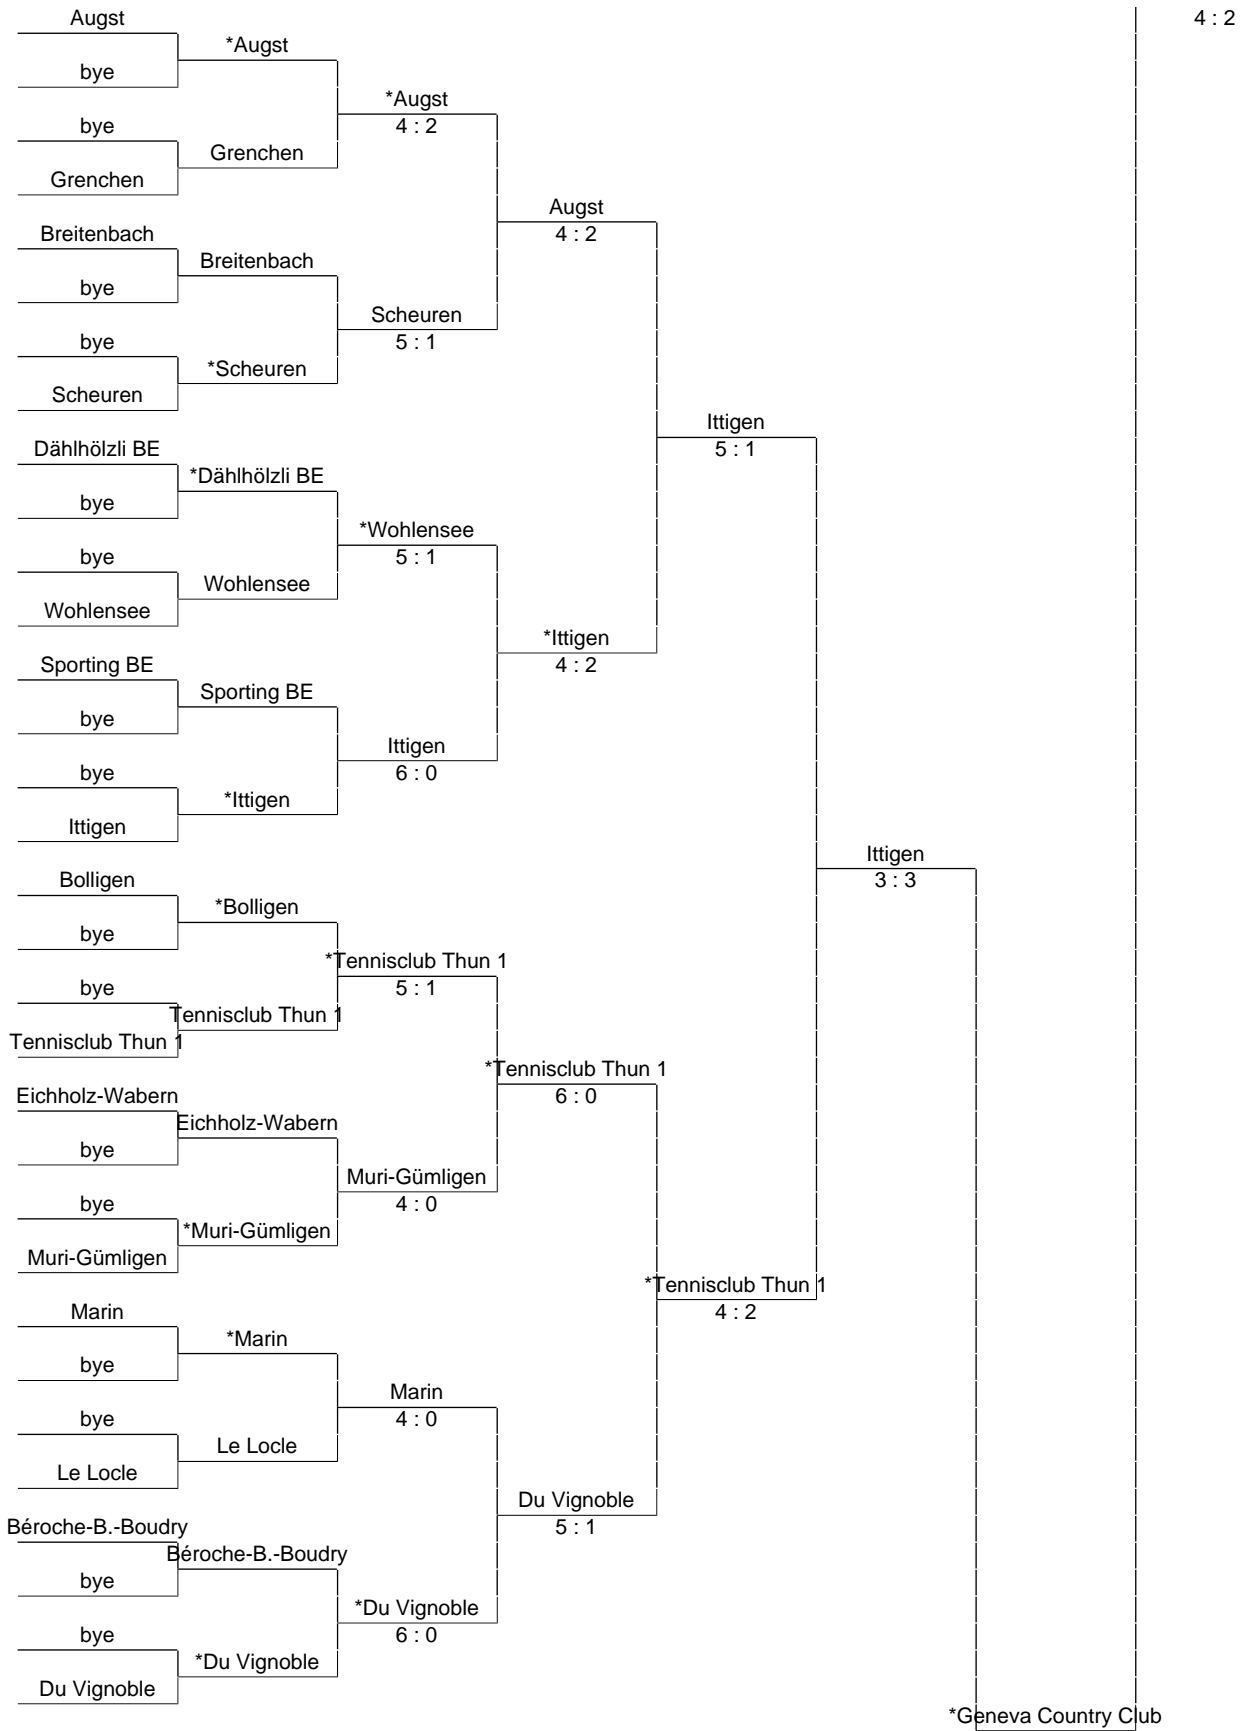 Augst
4 : 2
*Augst
bye
*Augst
bye
4 : 2
Grenchen
Grenchen
Augst
Breitenbach
4 : 2
Breitenbach
bye
Scheuren
bye
5 : 1
*Scheuren
Scheuren
Ittigen
Dählhölzli BE
5 : 1
*Dählhölzli BE
bye
*Wohlensee
bye
5 : 1
Wohlensee
Wohlensee
*Ittigen
Sporting BE
4 : 2
Sporting BE
bye
Ittigen
bye
6 : 0
*Ittigen
Ittigen
Ittigen
Bolligen
3 : 3
*Bolligen
bye
*Tennisclub Thun 1
bye
5 : 1
Tennisclub Thun 1
Tennisclub Thun 1
*Tennisclub Thun 1
Eichholz-Wabern
6 : 0
Eichholz-Wabern
bye
Muri-Gümligen
bye
4 : 0
*Muri-Gümligen
Muri-Gümligen
*Tennisclub Thun 1
Marin
4 : 2
*Marin
bye
Marin
bye
4 : 0
Le Locle
Le Locle
Du Vignoble
Béroche-B.-Boudry
5 : 1
Béroche-B.-Boudry
bye
*Du Vignoble
bye
6 : 0
*Du Vignoble
Du Vignoble
*Geneva Country Club